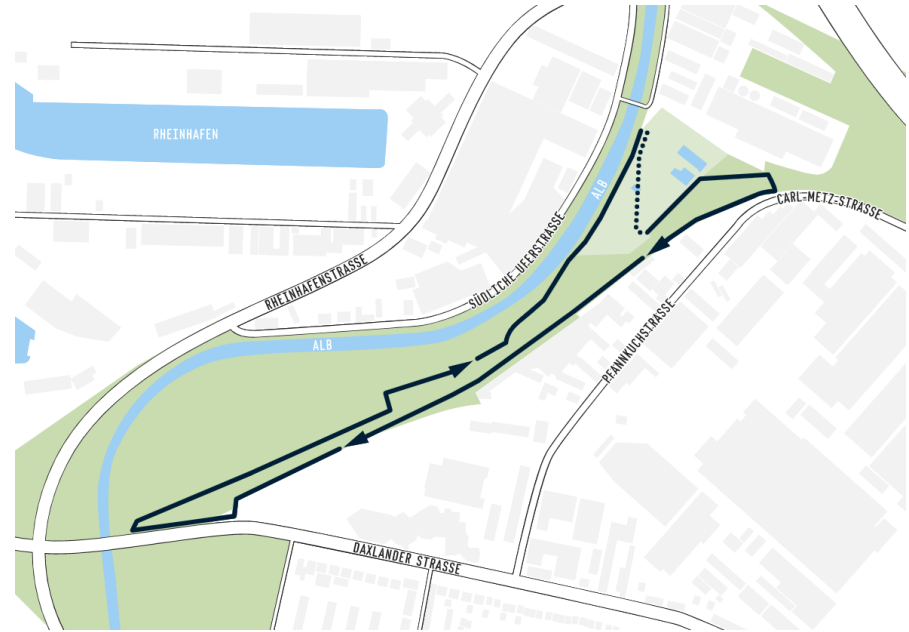 RHEINHAFEN
ALB
CARL-METZ-STRASSE
SÜDLICHE UFERSTRASSE
RHEINHAFENSTRASSE
ALB
PFANNKUCHSTRASSE
DAXLANDER STRASSE